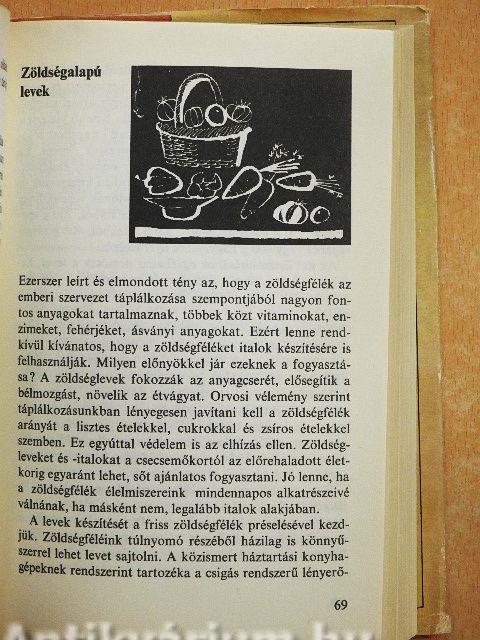 Zöldségalapú
levek
Ezerszer leírt és elmondott tény az, hogy a zöldségfélék az
emberi szervezet táplálkozása szempontjából nagyon fon-
tos anyagokat tartalmaznak, többek közt vitaminokat, en-
zimeket, fehérjéket, ásványi anyagokat. Ezért lenne rend-
kívül kívánatos, hogy a zöldségféléket italok készítésére is
felhasználják. Milyen előnyökkel jár ezeknek a fogyasztá-
sa? A zöldséglevek fokozzák az anyagcserét, elősegítik a
bélmozgást, növelik az étvágyat. Orvosi vélemény szerint
táplálkozásunkban lényegesen javítani kell a zöldségfélék
arányát a lisztes ételekkel, cukrokkal és zsíros ételekkel
szemben. Ez egyúttal védelem is az elhízás ellen. Zöldség-
leveket és -italokat a csecsemőkortól az előrehaladott élet-
korig egyaránt lehet, sőt ajánlatos fogyasztani. Jó lenne, ha
a zöldségfélék élelmiszereink mindennapos alkatrészeivé
válnának, ha másként nem, legalább italok alakjában.
A levek készítését a friss zöldségfélék préselésével kezd-
jük. Zöldségféléink túlnyomó részéből házilag is könnyű-
szerrel lehet levet sajtolni. A közismert háztartási konyha-
gépeknek rendszerint tartozéka a csigás rendszerű lényerő-
69
Antikvárium.hu